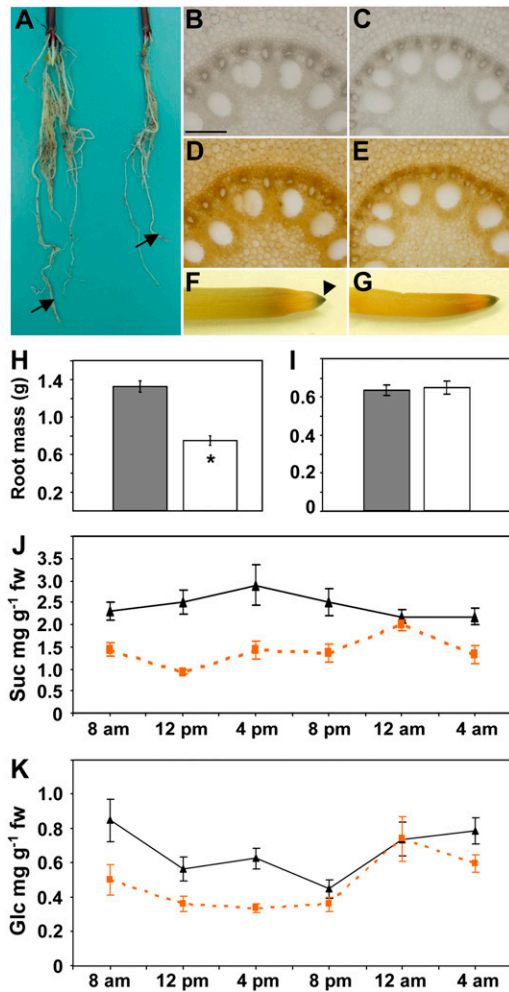 A
B
C
D
E
F
G
H
I
Root mass (g)
1.4
1.0
0.6
0.2
0.6
0.4
0.2
0
J
Suc mg g-1 fw
3.5
3.0
2.5
2.0
1.5
1.0
0.5
0
8 am 12 pm 4 pm 8 pm 12 am 4 am
*
K
Glc mg g-1 fw
1.0
0.8
0.6
0.4
0.2
0
8 am 12 pm 4 pm 8 pm 12 am 4 am